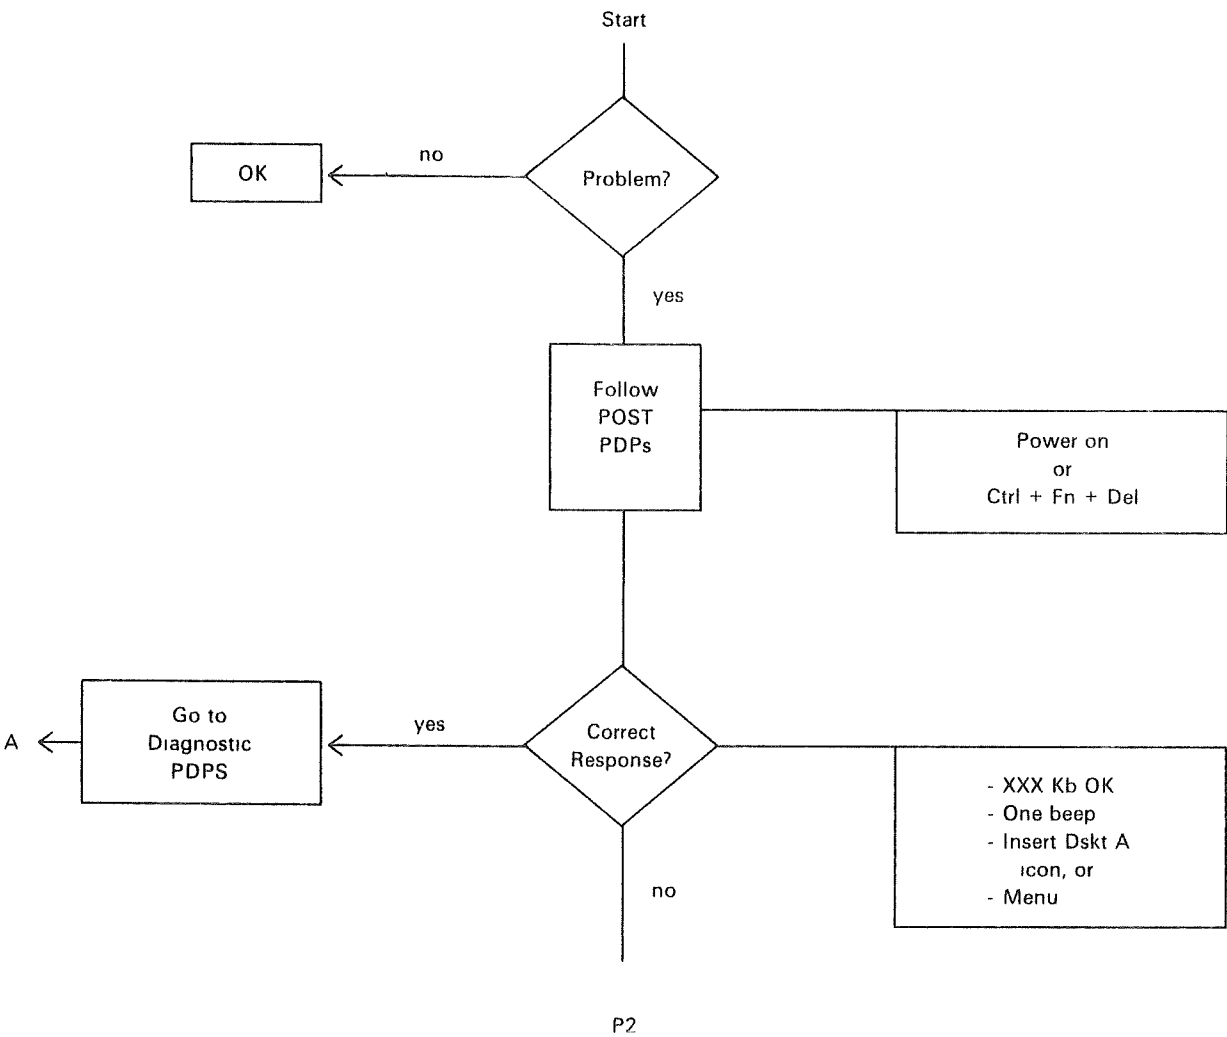 Start
Problem?
no
OK
yes
Follow
POST
PDPs
Power on
or
Ctrl + Fn + Del
Correct
Response?
yes
Go to
Diagnostic
PDPS
A
- XXX Kb OK
- One beep
- Insert Dskt A
icon, or
- Menu
no
P2